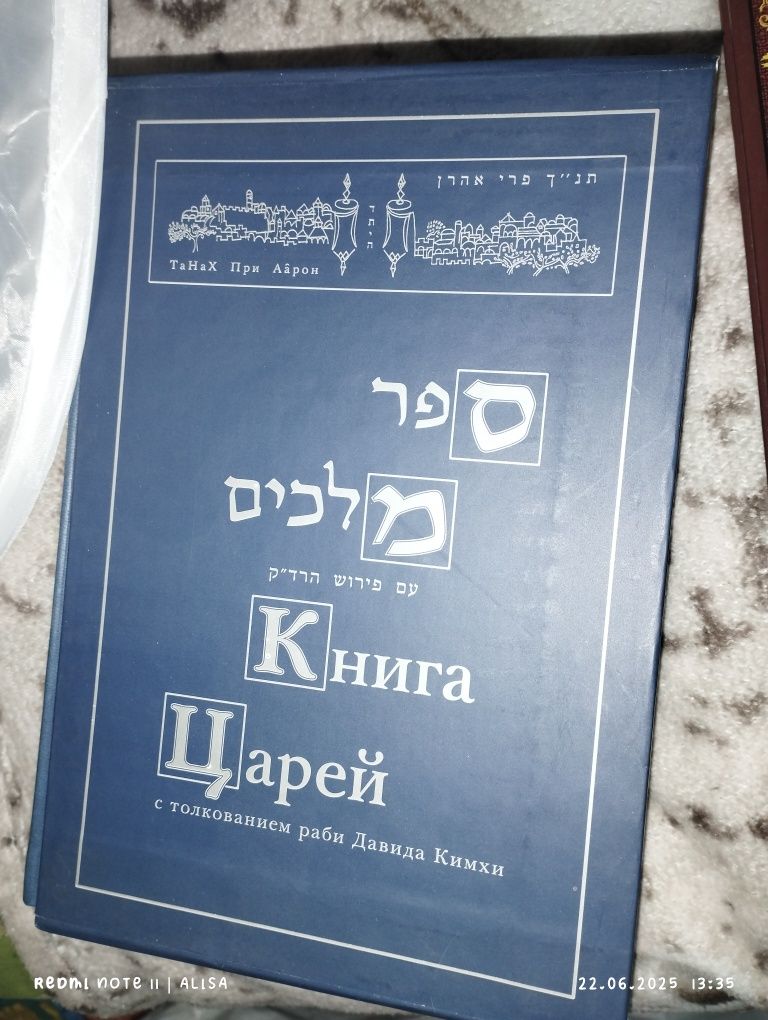 תנ״ך פרי אהרן
ТаНаХ При Аāрон
ספר
מלכים
עם פירוש הרד״ק
Книга
Царей
с толкованием раби Давида Кимхи
REDMI NOTE 11 | ALISA
22.06.2025 13:35